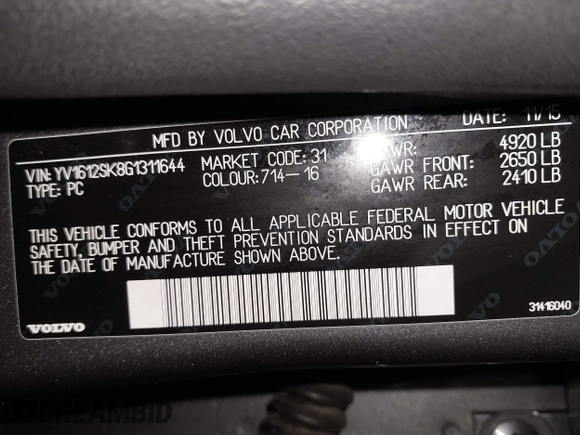 DATE: 11/15
MFD BY VOLVO CAR CORPORATION
VIN: YV1612SK8G1311644 MARKET CODE: 31 GAWR: 4920 LB
TYPE: PC COLOUR: 714-16 GAWR FRONT: 2650 LB
GAWR REAR: 2410 LB
THIS VEHICLE CONFORMS TO ALL APPLICABLE FEDERAL MOTOR VEHICLE
SAFETY, BUMPER AND THEFT PREVENTION STANDARDS IN EFFECT ON
THE DATE OF MANUFACTURE SHOWN ABOVE.
VOLVO
31416040
DREAMBID